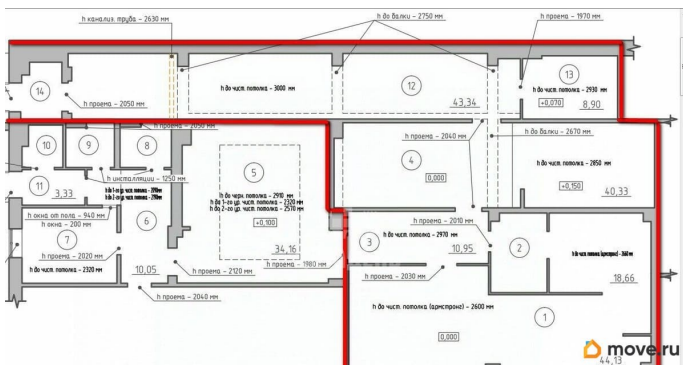 h канализ. труба – 2630 мм
h до балки – 2750 мм
h проема – 1970 мм
14
h проема – 2050 мм
h до чист. потолка – 3000 мм
12
43,34
13
h до чист. потолка – 2930 мм
+0,070
8,90
h проема – 2050 мм
h проема – 2040 мм
h до балки – 2670 мм
10
9
8
11
3,33
h инсталляции – 1250 мм
h окна от пола – 940 мм
h окна – 200 мм
7
6
h проема – 2020 мм
h до чист. потолка – 2320 мм
10,05
h проема – 2040 мм
5
h до черн. потолка – 2910 мм
h до 1-го ур. чист. потолка – 2320 мм
h до 2-го ур. чист. потолка – 2570 мм
+0,100
34,16
h проема – 2120 мм
h проема – 1980 мм
4
0,000
h до чист. потолка – 2850 мм
+0,150
40,33
3
h до чист. потолка – 2970 мм
10,95
h проема – 2010 мм
h проема – 2030 мм
2
h до чист. потолка (армстронг) – 2660 мм
18,66
h до чист. потолка (армстронг) – 2600 мм
1
0,000
44,13
move.ru